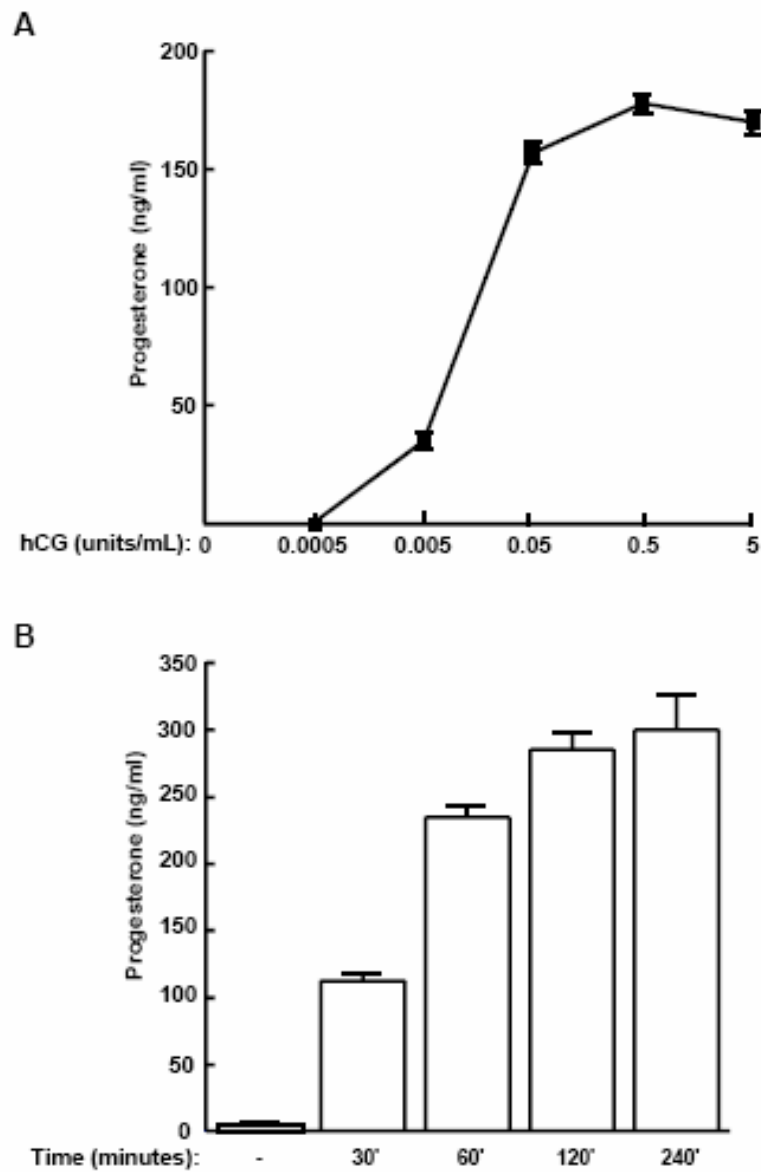 A
200
150
100
50
Progesterone (ng/ml)
hCG (units/mL): 0 0.0005 0.005 0.05 0.5 5
B
350
300
250
200
150
100
50
0
Progesterone (ng/ml)
Time (minutes): - 30' 60' 120' 240'